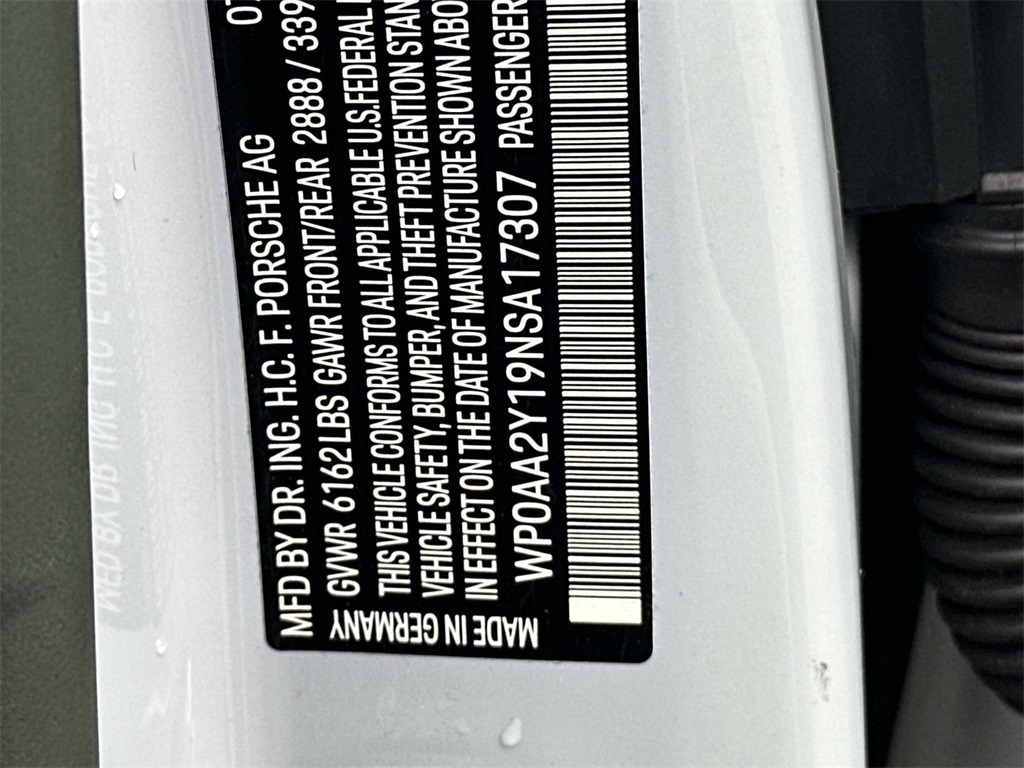 MFD BY DR. ING. H.C. F. PORSCHE AG
GVWR 6162 LBS GAWR FRONT/REAR 2888 / 339
THIS VEHICLE CONFORMS TO ALL APPLICABLE U.S. FEDERAL
VEHICLE SAFETY, BUMPER, AND THEFT PREVENTION STAN
IN EFFECT ON THE DATE OF MANUFACTURE SHOWN ABO
WP0AA2Y19NSA17307 PASSENGER
MADE IN GERMANY